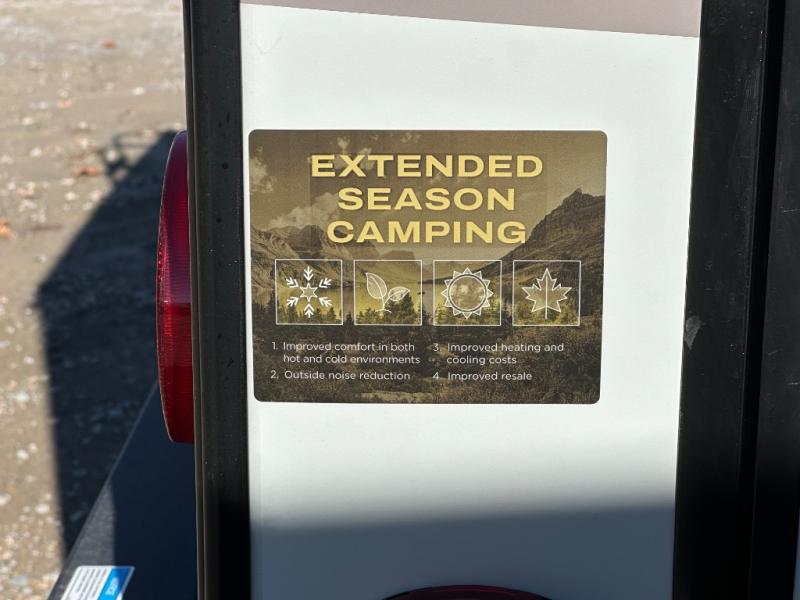 EXTENDED
SEASON
CAMPING
1. Improved comfort in both
hot and cold environments
2. Outside noise reduction
3. Improved heating and
cooling costs
4. Improved resale